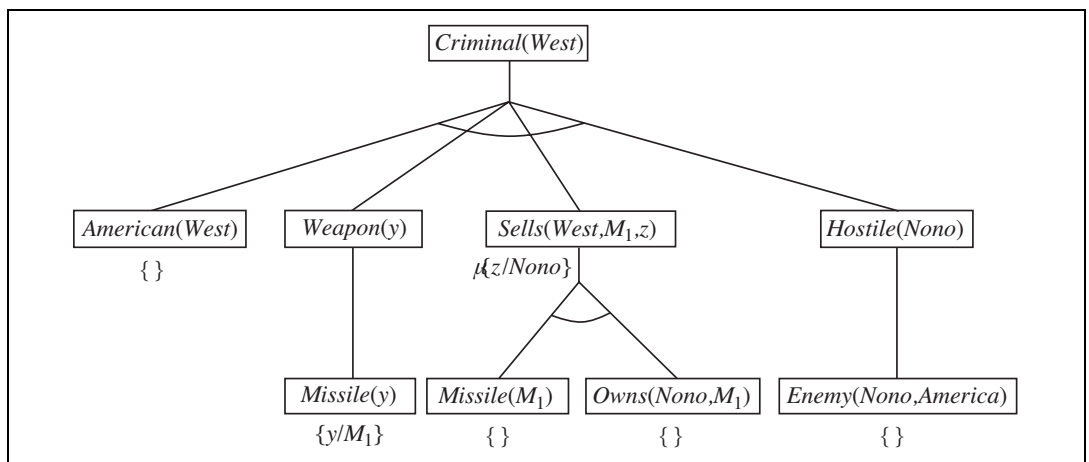 Criminal(West)
American(West) Weapon(y) Sells(West,M₁,z) Hostile(Nono)
{ } {z/Nono}
Missile(y) Missile(M₁) Owns(Nono,M₁) Enemy(Nono,America)
{y/M₁} { } { } { }